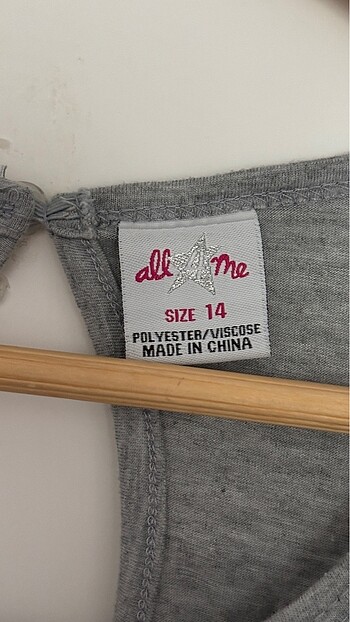 all 4 me
SIZE 14
POLYESTER/VISCOSE
MADE IN CHINA